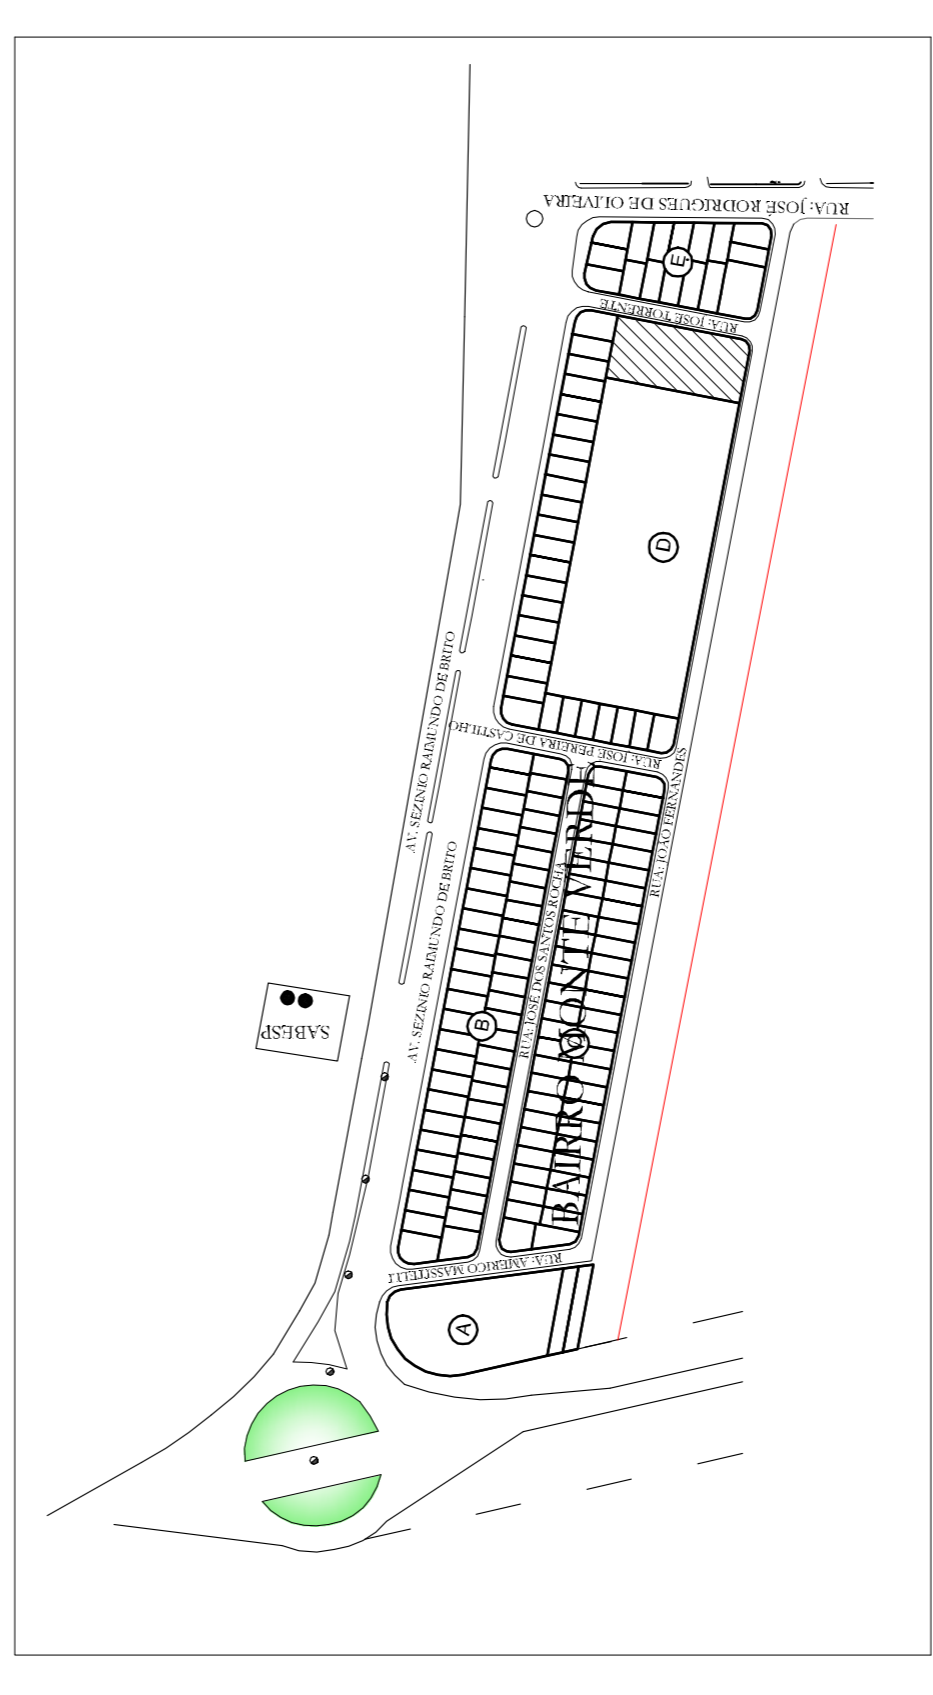 RUA: JOSÉ RODRIGUES DE OLIVEIRA
E
RUA: JOSE TORRENTE
D
AV. SEZINIO RAIMUNDO DE BRITO
RUA: JOSE PEREIRA DE CASTILHO
RUA: JOÃO FERNANDES
AV. SEZINIO RAIMUNDO DE BRITO
RUA: JOSÉ DOS SANTOS ROCHA
BAIRRO MONTE VERDE
SABESP
B
C
RUA: AMERICO MASSITELLI
A